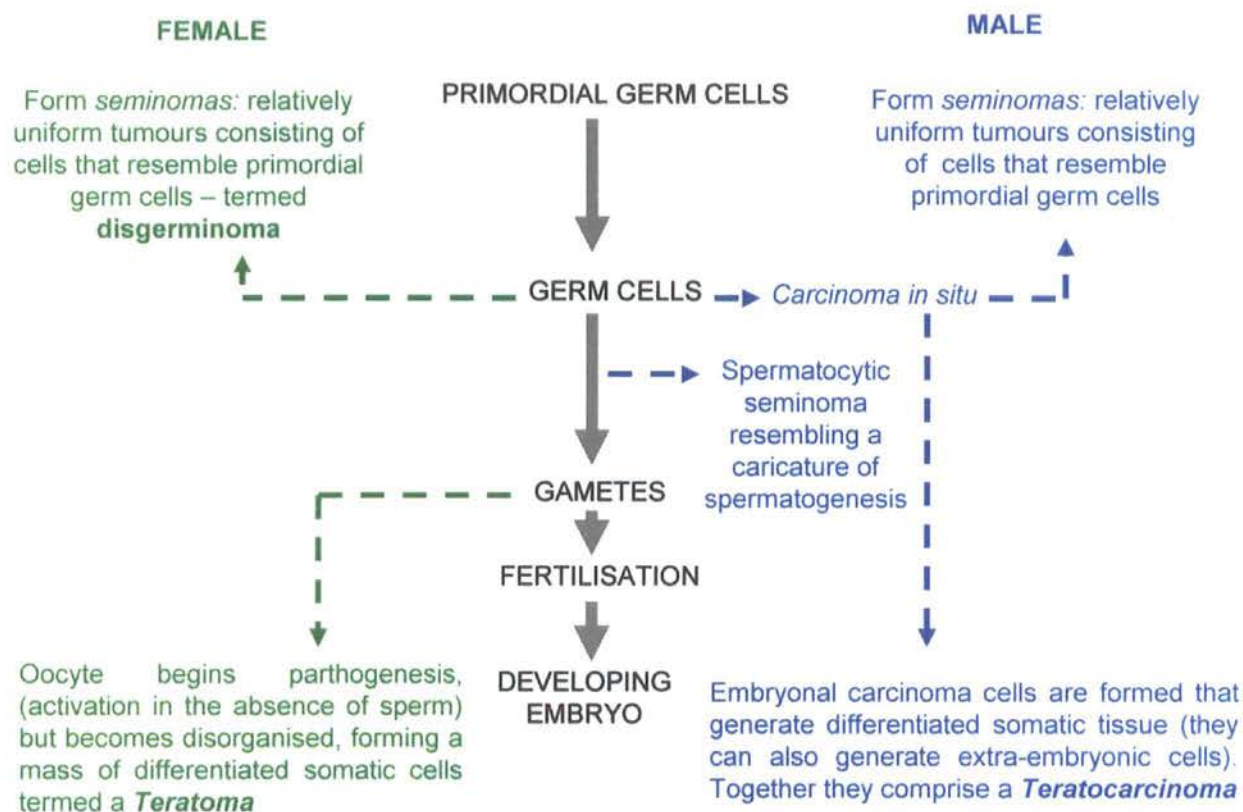 FEMALE
Form seminomas: relatively
uniform tumours consisting of
cells that resemble primordial
germ cells – termed
disgerminoma
PRIMORDIAL GERM CELLS
MALE
Form seminomas: relatively
uniform tumours consisting
of cells that resemble
primordial germ cells
GERM CELLS
Carcinoma in situ
Spermatocytic
seminoma
resembling a
caricature of
spermatogenesis
GAMETES
FERTILISATION
DEVELOPING
EMBRYO
Oocyte begins parthogenesis,
(activation in the absence of sperm)
but becomes disorganised, forming a
mass of differentiated somatic cells
termed a Teratoma
Embryonal carcinoma cells are formed that
generate differentiated somatic tissue (they
can also generate extra-embryonic cells).
Together they comprise a Teratocarcinoma